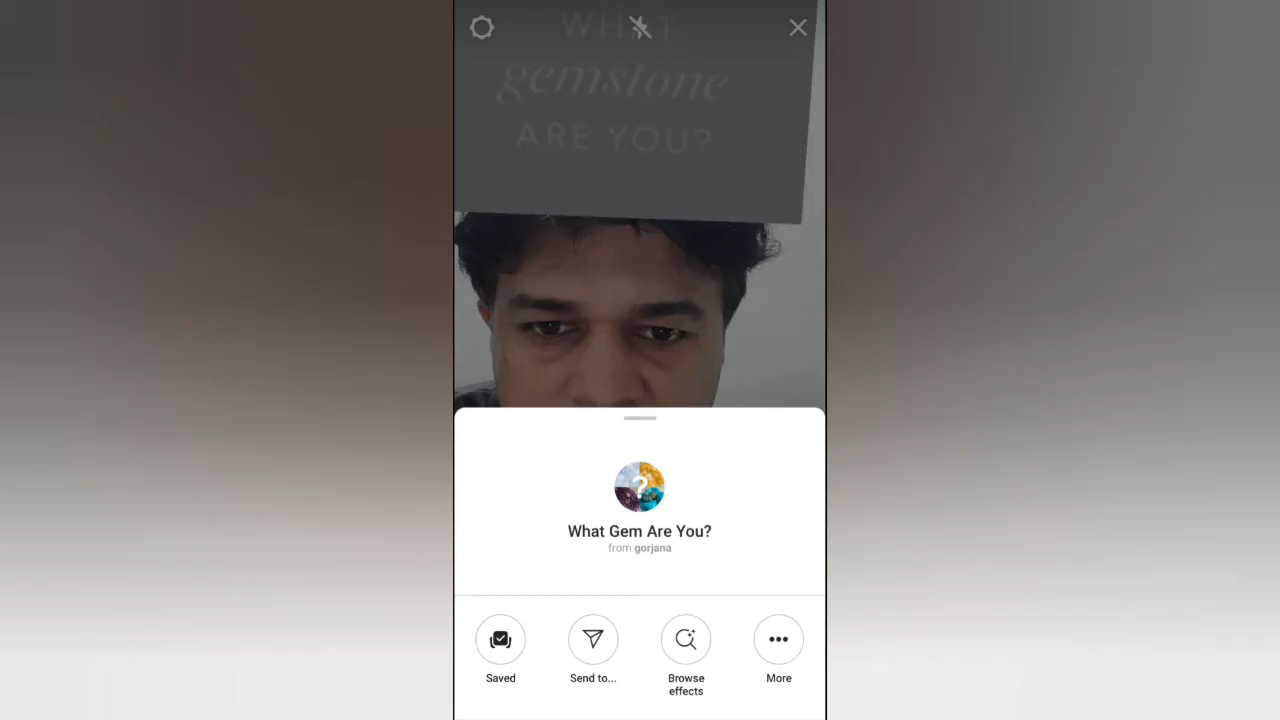 WHAT
gemstone
ARE YOU?
?
What Gem Are You?
from gorjana
Saved
Send to...
Browse
effects
More